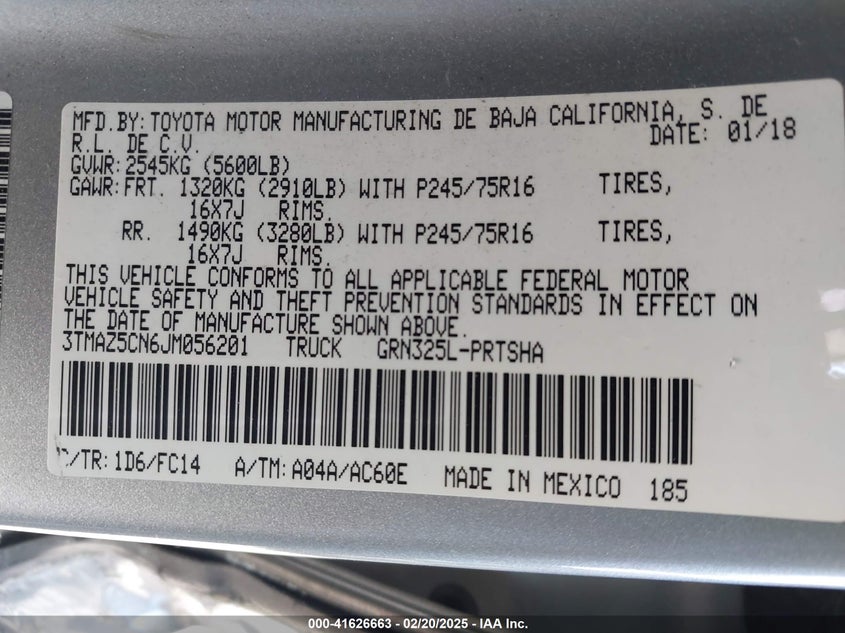 MFD.BY: TOYOTA MOTOR MANUFACTURING DE BAJA CALIFORNIA, S. DE
R.L. DE C.V. DATE: 01/18
GVWR: 2545KG (5600LB)
GAWR: FRT. 1320KG (2910LB) WITH P245/75R16 TIRES,
16X7J RIMS.
RR. 1490KG (3280LB) WITH P245/75R16 TIRES,
16X7J RIMS.
THIS VEHICLE CONFORMS TO ALL APPLICABLE FEDERAL MOTOR
VEHICLE SAFETY AND THEFT PREVENTION STANDARDS IN EFFECT ON
THE DATE OF MANUFACTURE SHOWN ABOVE.
3TMAZ5CN6JM056201 TRUCK GRN325L-PRTSHA
/TR: 1D6/FC14 A/TM: A04A/AC60E MADE IN MEXICO 185
000-41626663 - 02/20/2025 - IAA, Inc.